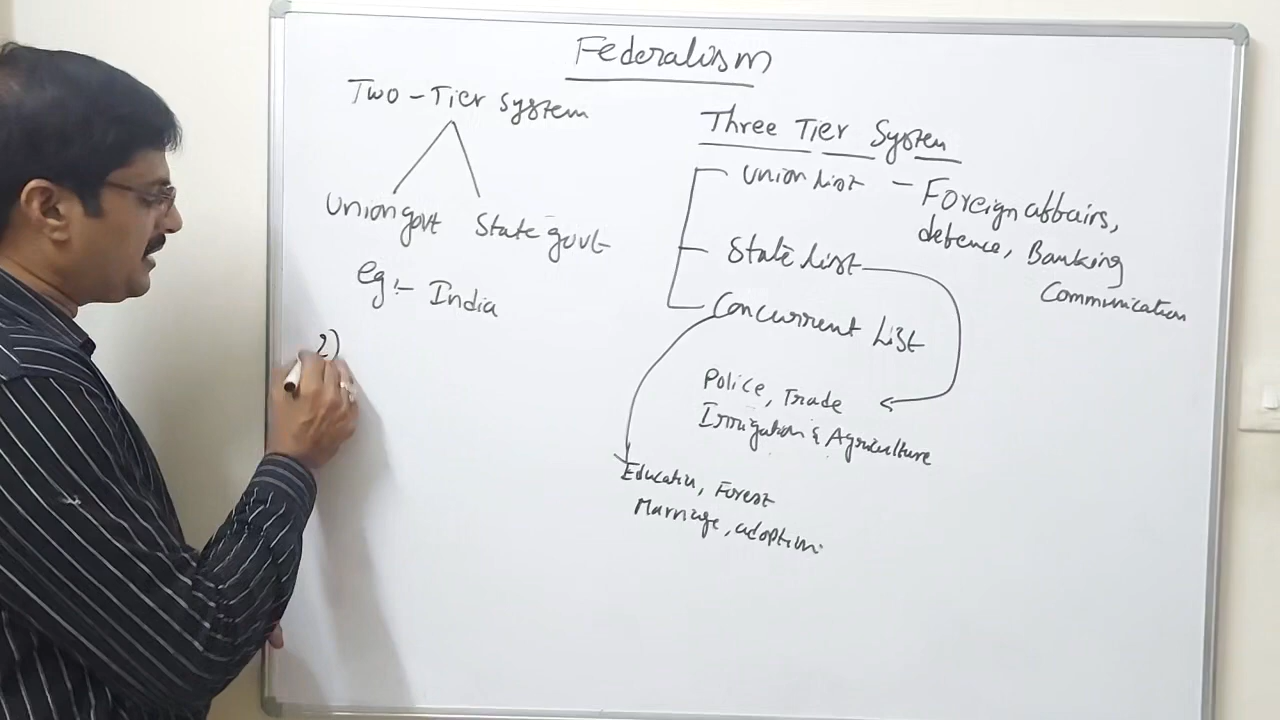 Federalism
Two-Tier System
Union govt State govt
eg:- India
2)
Three Tier System
Union List - Foreign affairs,
defence, Banking
Communication
State List
Concurrent List
Police, Trade
Irrigation & Agriculture
Education, Forest
Marriage, adoption.